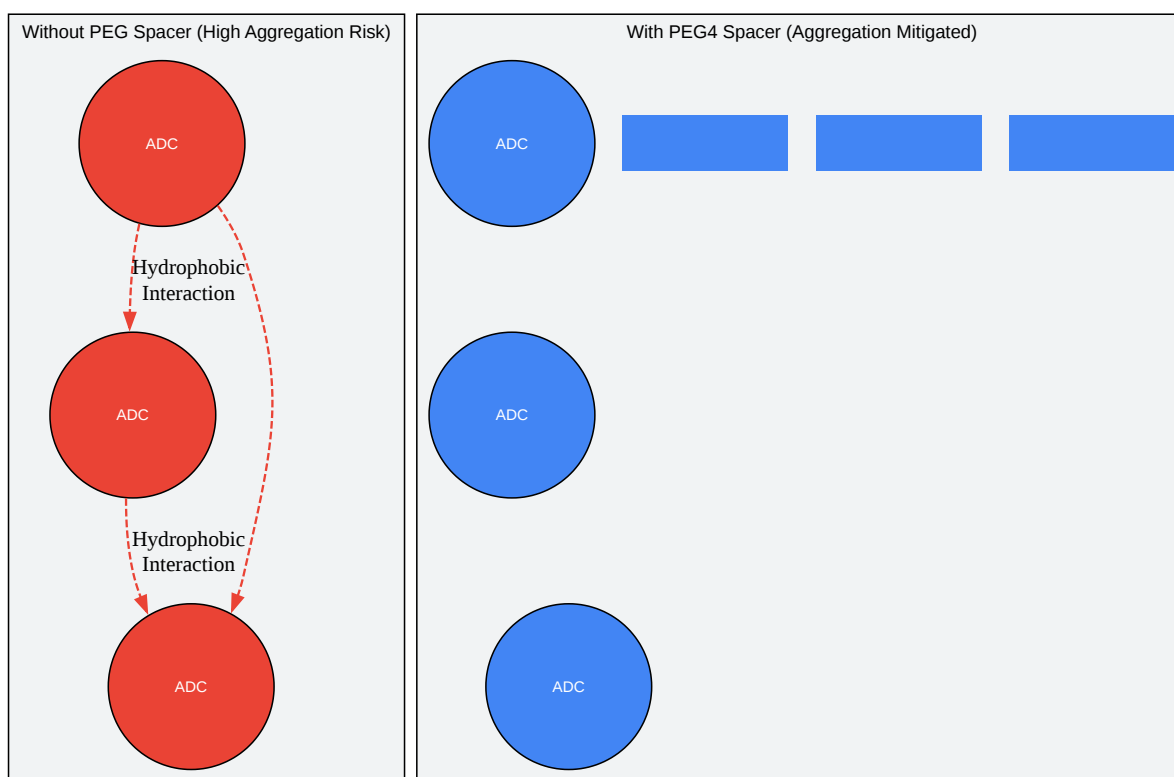 Without PEG Spacer (High Aggregation Risk)
ADC
Hydrophobic
Interaction
ADC
Hydrophobic
Interaction
ADC
With PEG4 Spacer (Aggregation Mitigated)
ADC
ADC
ADC